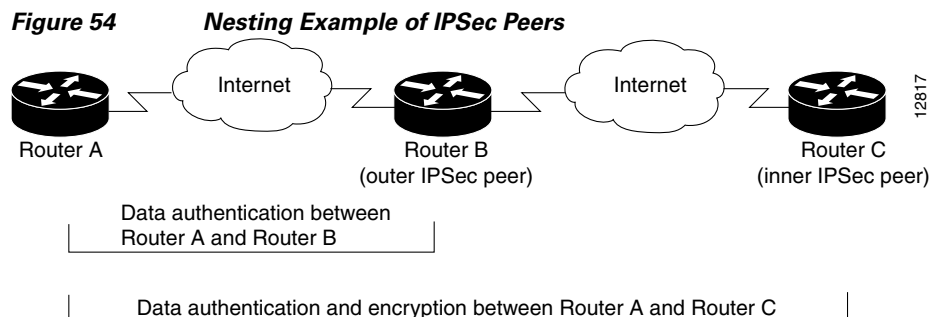 Figure 54 Nesting Example of IPSec Peers
Internet
Internet
12817
Router A
Router B
(outer IPSec peer)
Router C
(inner IPSec peer)
Data authentication between
Router A and Router B
Data authentication and encryption between Router A and Router C